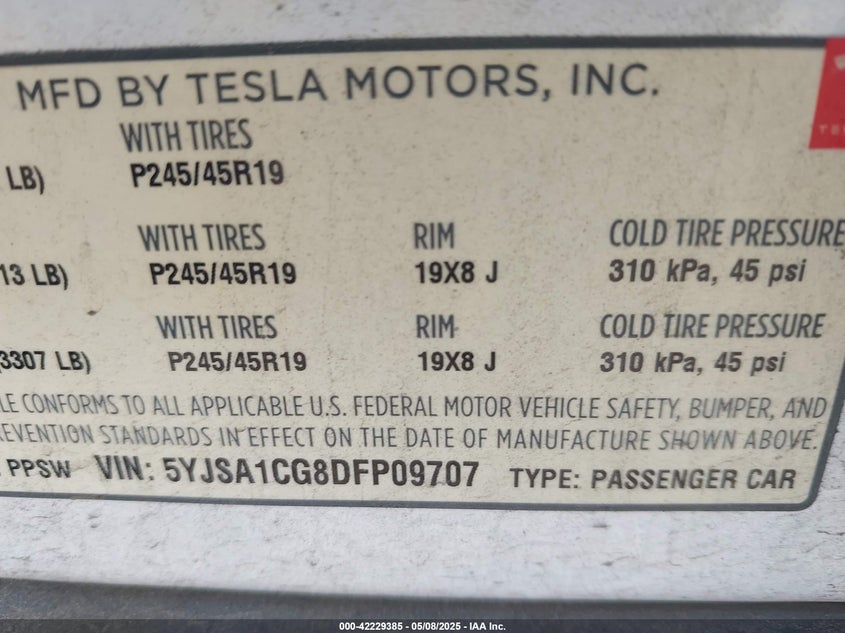 MFD BY TESLA MOTORS, INC.
WITH TIRES
LB) P245/45R19
WITH TIRES RIM COLD TIRE PRESSURE
13 LB) P245/45R19 19X8 J 310 kPa, 45 psi
WITH TIRES RIM COLD TIRE PRESSURE
3307 LB) P245/45R19 19X8 J 310 kPa, 45 psi
LE CONFORMS TO ALL APPLICABLE U.S. FEDERAL MOTOR VEHICLE SAFETY, BUMPER, AND
EVENTION STANDARDS IN EFFECT ON THE DATE OF MANUFACTURE SHOWN ABOVE.
PPSW VIN: 5YJSA1CG8DFP09707 TYPE: PASSENGER CAR
000-42229385 - 05/08/2025 - IAA Inc.